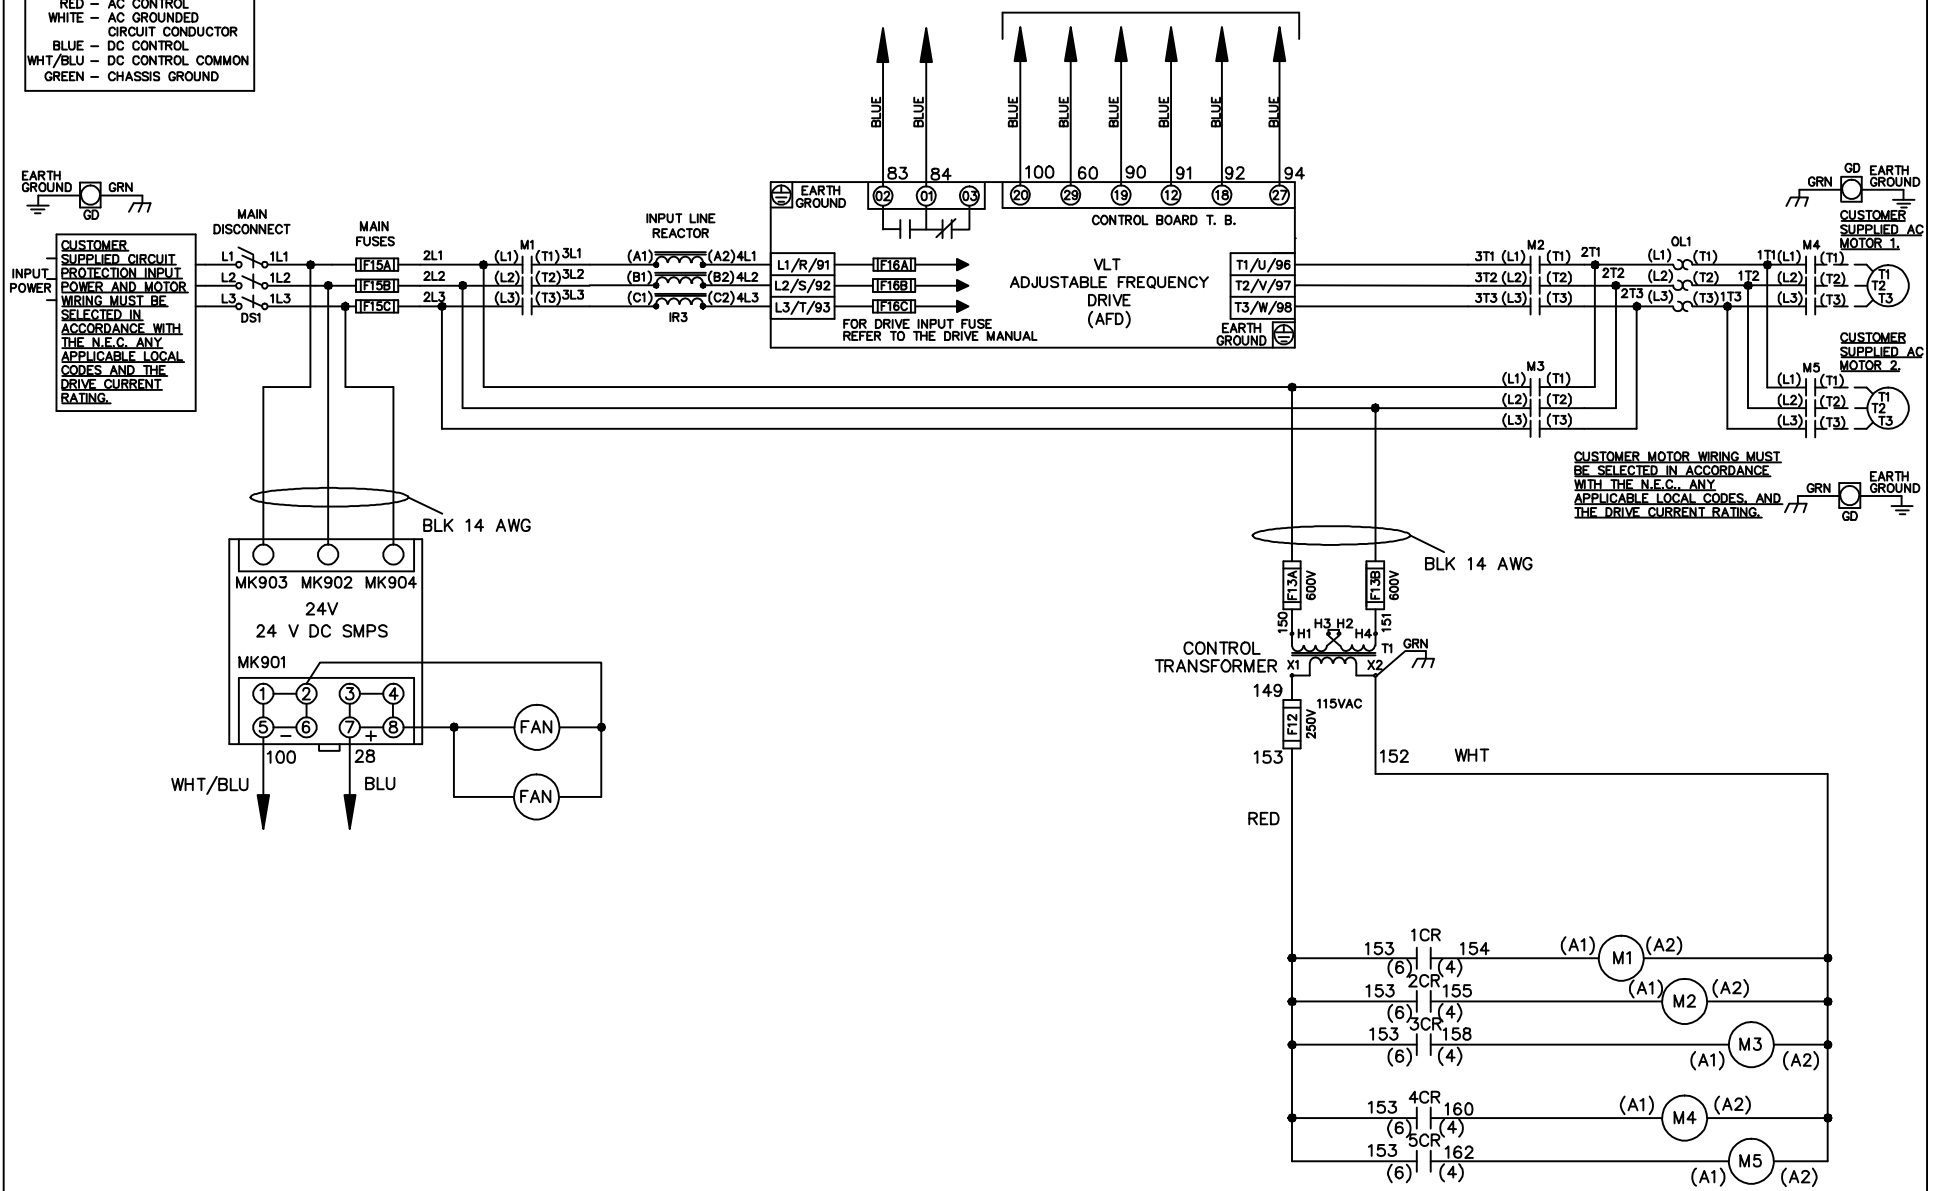 RED – AC CONTROL
WHITE – AC GROUNDED
CIRCUIT CONDUCTOR
BLUE – DC CONTROL
WHT/BLU – DC CONTROL COMMON
GREEN – CHASSIS GROUND
BLUE
BLUE
BLUE
BLUE
BLUE
BLUE
BLUE
BLUE
83 84 100 60 90 91 92 94
02 01 03 20 29 19 12 18 27
EARTH
GROUND
GRN
GD
EARTH
GROUND
CONTROL BOARD T. B.
INPUT
POWER
CUSTOMER
SUPPLIED CIRCUIT
PROTECTION INPUT
POWER AND MOTOR
WIRING MUST BE
SELECTED IN
ACCORDANCE WITH
THE N.E.C. ANY
APPLICABLE LOCAL
CODES AND THE
DRIVE CURRENT
RATING.
MAIN
DISCONNECT
L1 1L1
L2 1L2
L3 1L3
DS1
MAIN
FUSES
F15A 2L1
F15B 2L2
F15C 2L3
M1
(L1) (T1) 3L1
(L2) (T2) 3L2
(L3) (T3) 3L3
INPUT LINE
REACTOR
(A1) (A2) 4L1
(B1) (B2) 4L2
(C1) (C2) 4L3
IR3
L1/R/91 F16A
L2/S/92 F16B
L3/T/93 F16C
FOR DRIVE INPUT FUSE
REFER TO THE DRIVE MANUAL
VLT
ADJUSTABLE FREQUENCY
DRIVE
(AFD)
T1/U/96
T2/V/97
T3/W/98
EARTH
GROUND
M2
3T1 (L1) (T1) 2T1
3T2 (L2) (T2) 2T2
3T3 (L3) (T3) 2T3
OL1
(L1) (T1) 1T1
(L2) (T2) 1T2
(L3) (T3) 1T3
M4
(L1) (T1)
(L2) (T2)
(L3) (T3)
T1
T2
T3
GRN
GD
EARTH
GROUND
CUSTOMER
SUPPLIED AC
MOTOR 1.
M3
(L1) (T1)
(L2) (T2)
(L3) (T3)
M5
(L1) (T1)
(L2) (T2)
(L3) (T3)
T1
T2
T3
CUSTOMER
SUPPLIED AC
MOTOR 2.
CUSTOMER MOTOR WIRING MUST
BE SELECTED IN ACCORDANCE
WITH THE N.E.C., ANY
APPLICABLE LOCAL CODES, AND
THE DRIVE CURRENT RATING.
GRN
GD
EARTH
GROUND
BLK 14 AWG
MK903 MK902 MK904
24V
24 V DC SMPS
MK901
1 2 3 4
5 – 6 7 + 8
100 28
WHT/BLU
BLU
FAN
FAN
BLK 14 AWG
F13A
600V
F13B
600V
150
151
H1 H3 H2 H4
T1
GRN
CONTROL
TRANSFORMER
X1 X2
149
115VAC
F12
250V
153
152 WHT
RED
1CR
153 154 (A1) M1 (A2)
(6) (4)
2CR
153 155 (A1) M2 (A2)
(6) (4)
3CR
153 158 M3
(6) (4) (A1) (A2)
4CR
153 160 (A1) M4 (A2)
(6) (4)
5CR
153 162 M5
(6) (4) (A1) (A2)